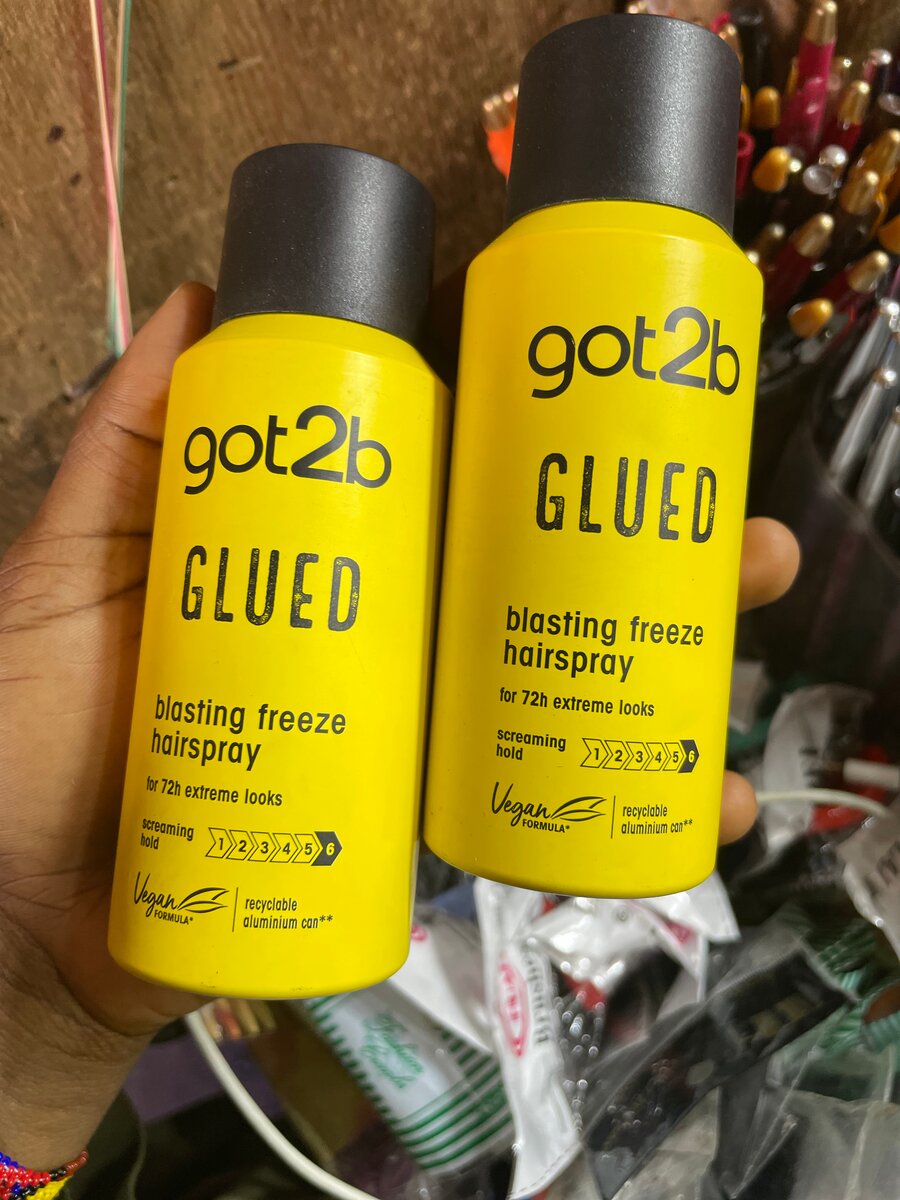 got2b
GLUED
blasting freeze
hairspray
for 72h extreme looks
screaming
hold
1 2 3 4 5 6
Vegan
FORMULA*
recyclable
aluminium can**
got2b
GLUED
blasting freeze
hairspray
for 72h extreme looks
screaming
hold
1 2 3 4 5 6
Vegan
FORMULA*
recyclable
aluminium can**